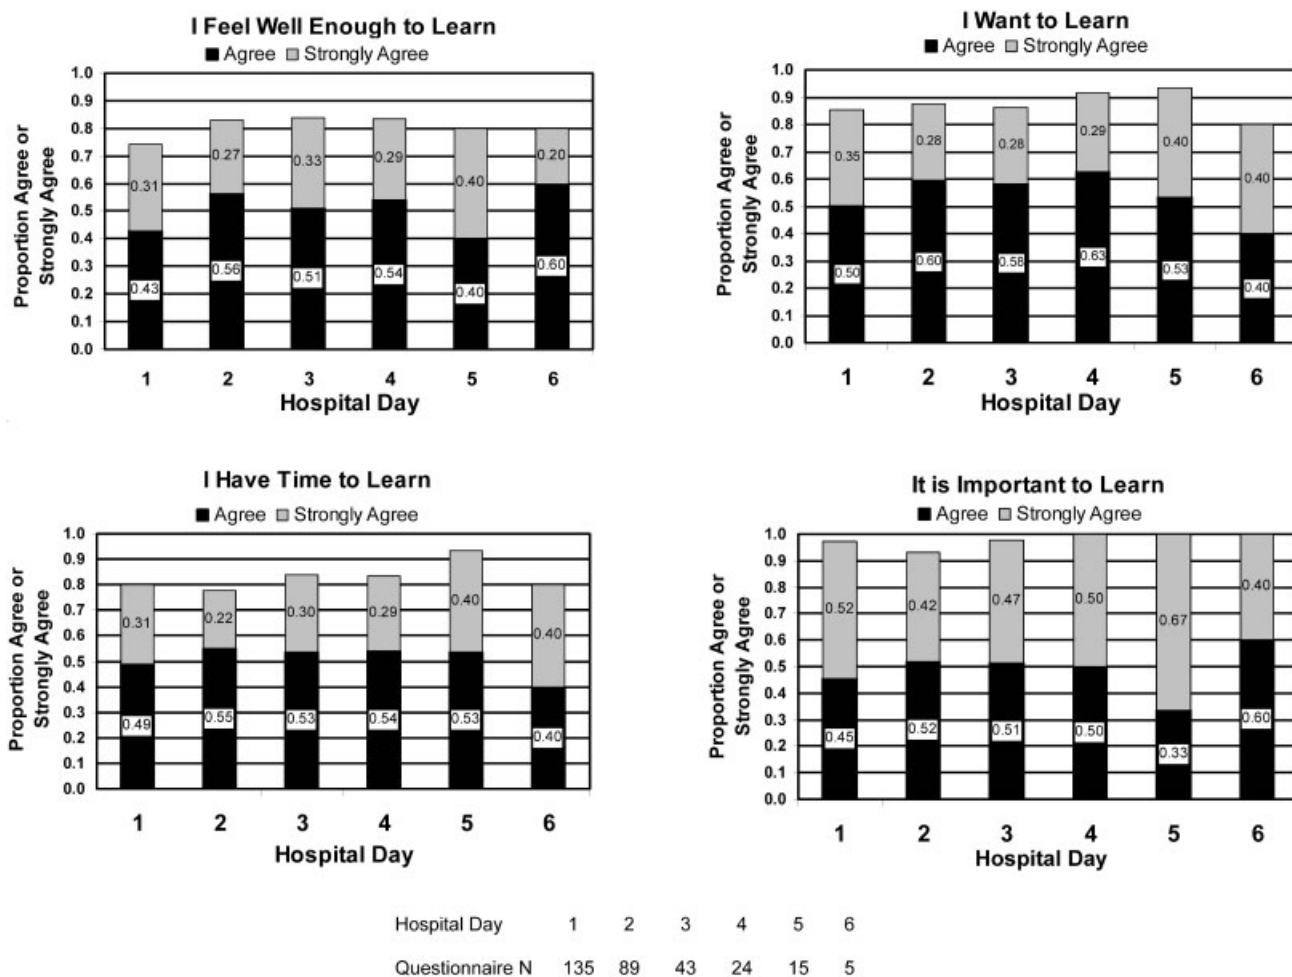 I Feel Well Enough to Learn
Agree Strongly Agree
Proportion Agree or
Strongly Agree
1.0
0.9
0.8
0.7
0.6
0.5
0.4
0.3
0.2
0.1
0.0
0.31 0.27 0.33 0.29 0.40 0.20
0.43 0.56 0.51 0.54 0.40 0.60
1 2 3 4 5 6
Hospital Day
I Want to Learn
Agree Strongly Agree
Proportion Agree or
Strongly Agree
1.0
0.9
0.8
0.7
0.6
0.5
0.4
0.3
0.2
0.1
0.0
0.35 0.28 0.28 0.29 0.40 0.40
0.50 0.60 0.58 0.63 0.53 0.40
1 2 3 4 5 6
Hospital Day
I Have Time to Learn
Agree Strongly Agree
Proportion Agree or
Strongly Agree
1.0
0.9
0.8
0.7
0.6
0.5
0.4
0.3
0.2
0.1
0.0
0.31 0.22 0.30 0.29 0.40 0.40
0.49 0.55 0.53 0.54 0.53 0.40
1 2 3 4 5 6
Hospital Day
It is Important to Learn
Agree Strongly Agree
Proportion Agree or
Strongly Agree
1.0
0.9
0.8
0.7
0.6
0.5
0.4
0.3
0.2
0.1
0.0
0.52 0.42 0.47 0.50 0.67 0.40
0.45 0.52 0.51 0.50 0.33 0.60
1 2 3 4 5 6
Hospital Day
Hospital Day 1 2 3 4 5 6
Questionnaire N 135 89 43 24 15 5